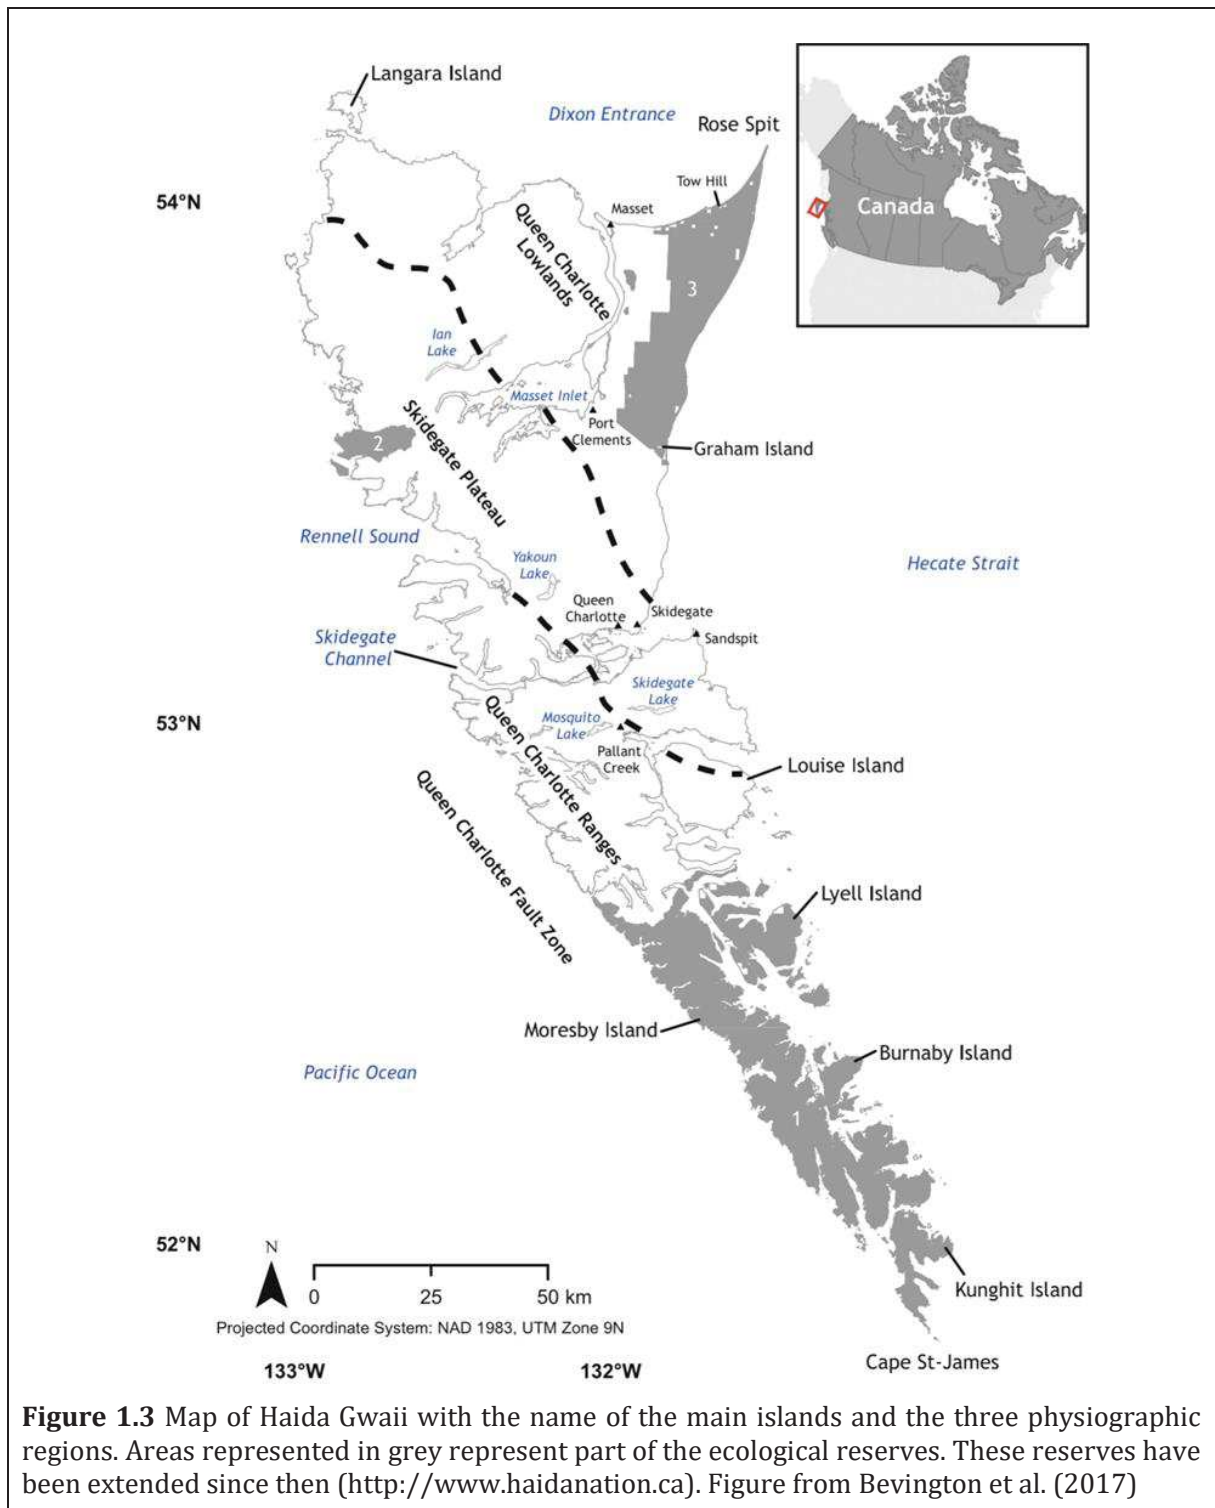 Langara Island
Dixon Entrance
Rose Spit
54°N
Tow Hill
Masset
Canada
Queen Charlotte
Lowlands
3
Ian
Lake
Masset Inlet
Port
Clements
Skidegate Plateau
2
Graham Island
Rennell Sound
Hecate Strait
Yakoun
Lake
Queen
Charlotte
Skidegate
Sandspit
Skidegate
Channel
Skidegate
Lake
53°N
Mosquito
Lake
Pallant
Creek
Queen Charlotte Ranges
Louise Island
Queen Charlotte Fault Zone
Lyell Island
Moresby Island
Burnaby Island
Pacific Ocean
1
52°N
N
0 25 50 km
Kunghit Island
Projected Coordinate System: NAD 1983, UTM Zone 9N
Cape St-James
133°W 132°W
Figure 1.3 Map of Haida Gwaii with the name of the main islands and the three physiographic
regions. Areas represented in grey represent part of the ecological reserves. These reserves have
been extended since then (http://www.haidanation.ca). Figure from Bevington et al. (2017)